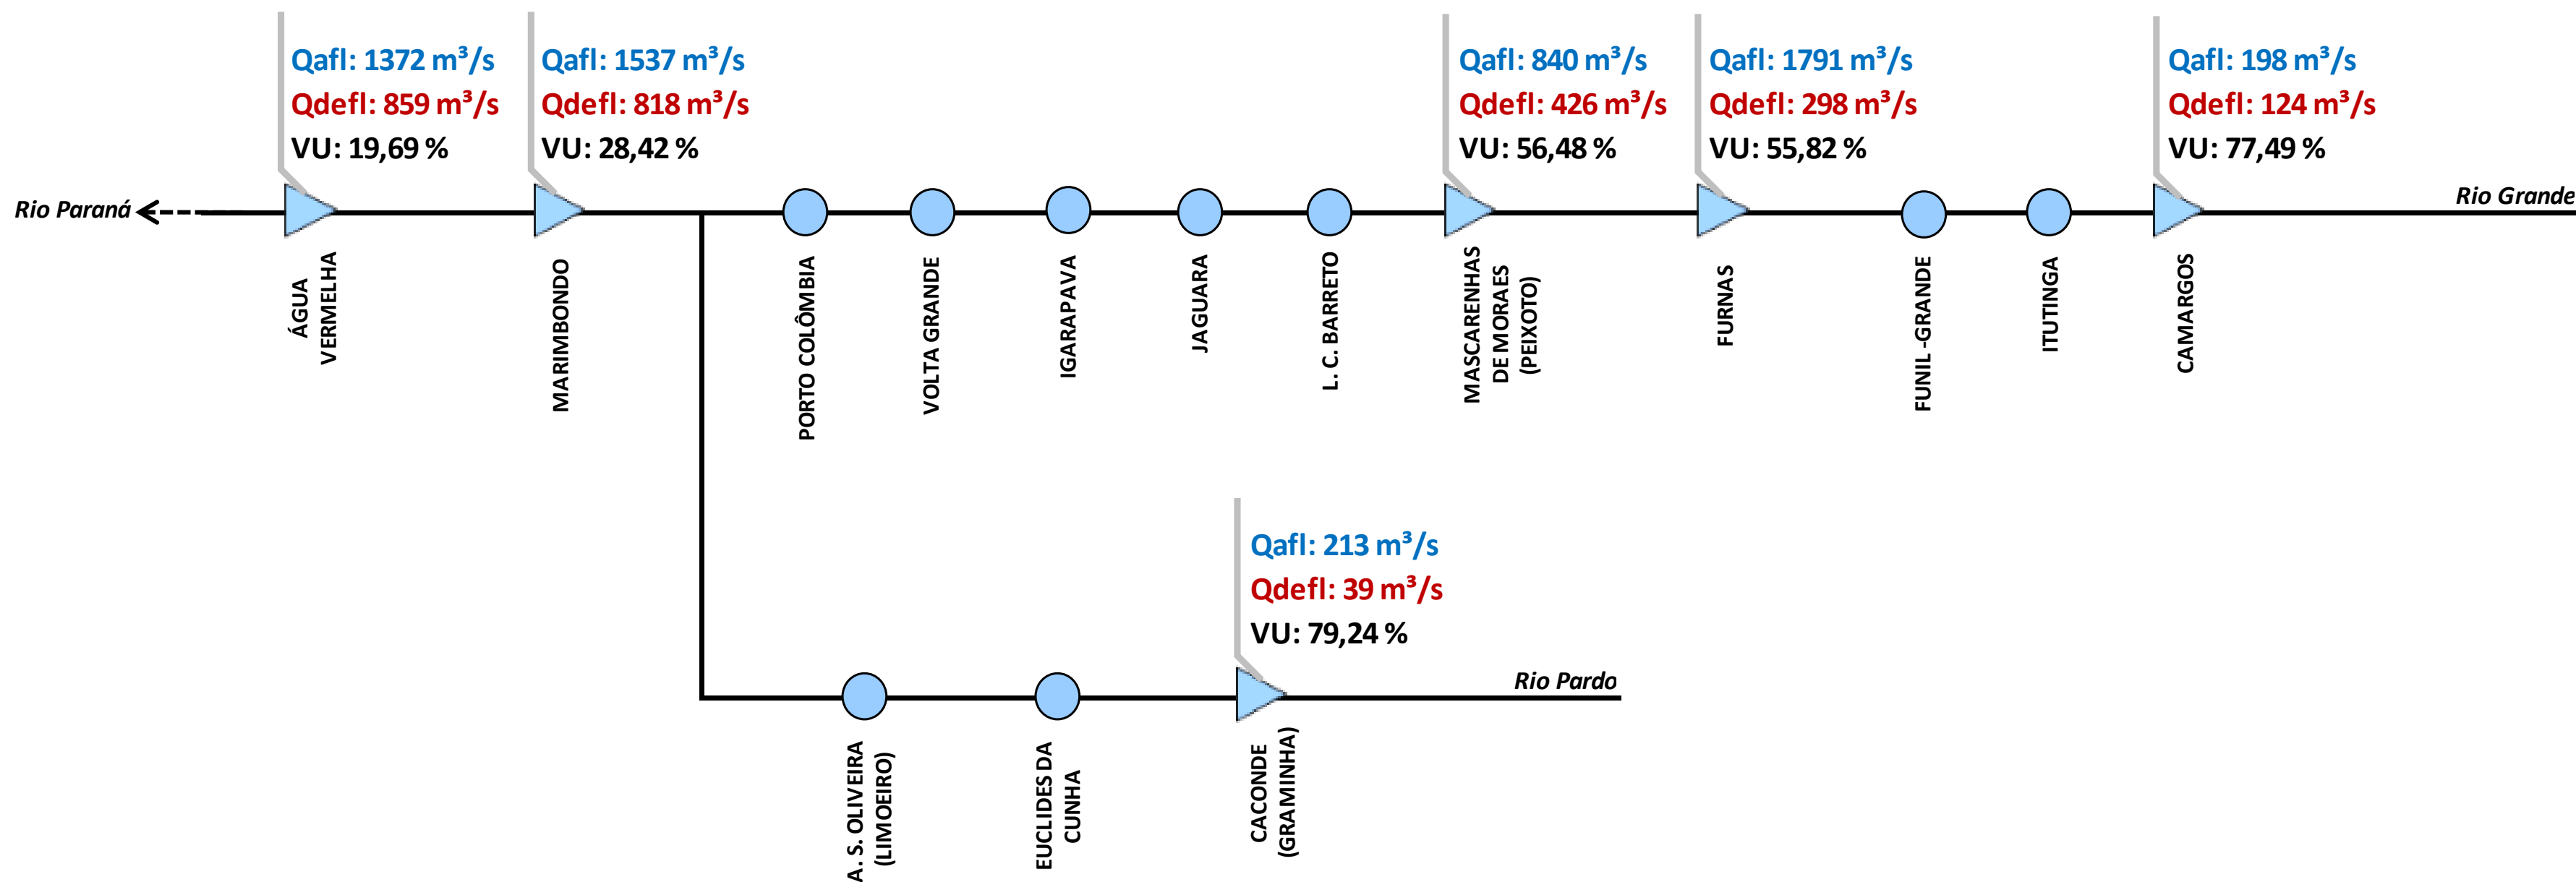 Qafl: 1372 m³/s
Qdefl: 859 m³/s
VU: 19,69 %
Qafl: 1537 m³/s
Qdefl: 818 m³/s
VU: 28,42 %
Qafl: 840 m³/s
Qdefl: 426 m³/s
VU: 56,48 %
Qafl: 1791 m³/s
Qdefl: 298 m³/s
VU: 55,82 %
Qafl: 198 m³/s
Qdefl: 124 m³/s
VU: 77,49 %
Rio Paraná
Rio Grande
ÁGUA
VERMELHA
MARIMBONDO
PORTO COLÔMBIA
VOLTA GRANDE
IGARAPAVA
JAGUARA
L. C. BARRETO
MASCARENHAS
DE MORAES
(PEIXOTO)
FURNAS
FUNIL -GRANDE
ITUTINGA
CAMARGOS
Qafl: 213 m³/s
Qdefl: 39 m³/s
VU: 79,24 %
Rio Pardo
A. S. OLIVEIRA
(LIMOEIRO)
EUCLIDES DA
CUNHA
CACONDE
(GRAMINHA)